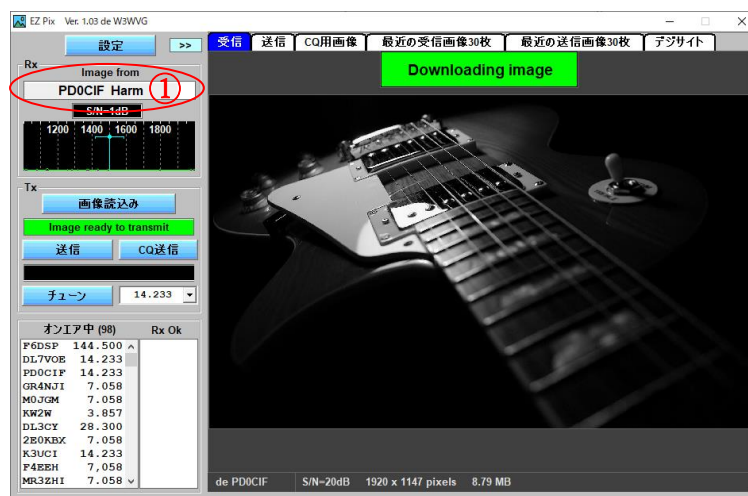 EZ Pix Ver. 1.03 de W3WVG
設定 >>
受信 送信 CQ用画像 最近の受信画像30枚 最近の送信画像30枚 デジサイト
Rx
Image from
PD0CIF Harm ①
S/N=1dB
1200 1400 1600 1800
Downloading image
Tx
画像読込み
Image ready to transmit
送信 CQ送信
チューン 14.233
オンエア中 (98) Rx Ok
F6DSP 144.500
DL7VOE 14.233
PD0CIF 14.233
GR4NJI 7.058
M0JGM 7.058
KW2W 3.857
DL3CY 28.300
2E0KBX 7.058
K3UCI 14.233
F4EEH 7,058
MR3ZHI 7.058
de PD0CIF S/N=20dB 1920 x 1147 pixels 8.79 MB